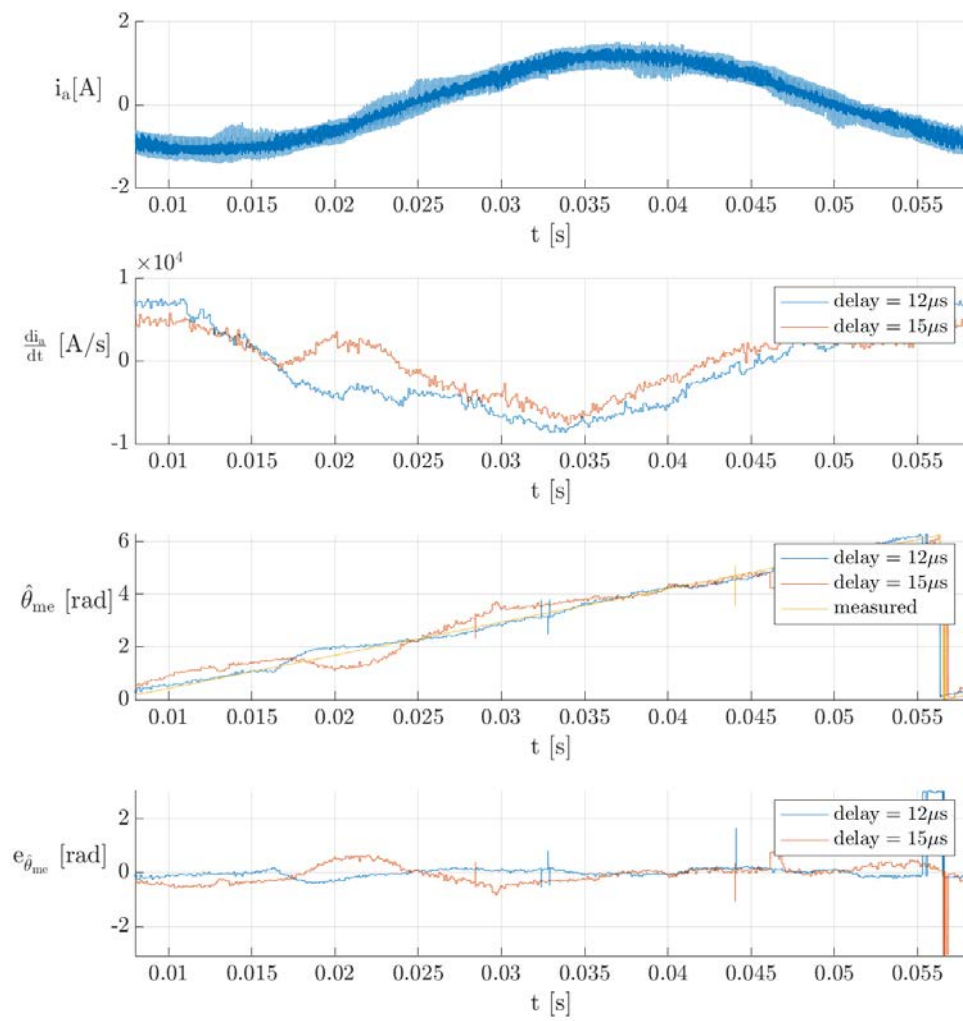 2
i_a[A]
0
-2
0.01 0.015 0.02 0.025 0.03 0.035 0.04 0.045 0.05 0.055
t [s]
×10^4
1
delay = 12µs
delay = 15µs
di_a/dt [A/s]
0
-1
0.01 0.015 0.02 0.025 0.03 0.035 0.04 0.045 0.05 0.055
t [s]
6
delay = 12µs
delay = 15µs
measured
θ̂_me [rad]
4
2
0
0.01 0.015 0.02 0.025 0.03 0.035 0.04 0.045 0.05 0.055
t [s]
2
delay = 12µs
delay = 15µs
e_θ̂_me [rad]
0
-2
0.01 0.015 0.02 0.025 0.03 0.035 0.04 0.045 0.05 0.055
t [s]